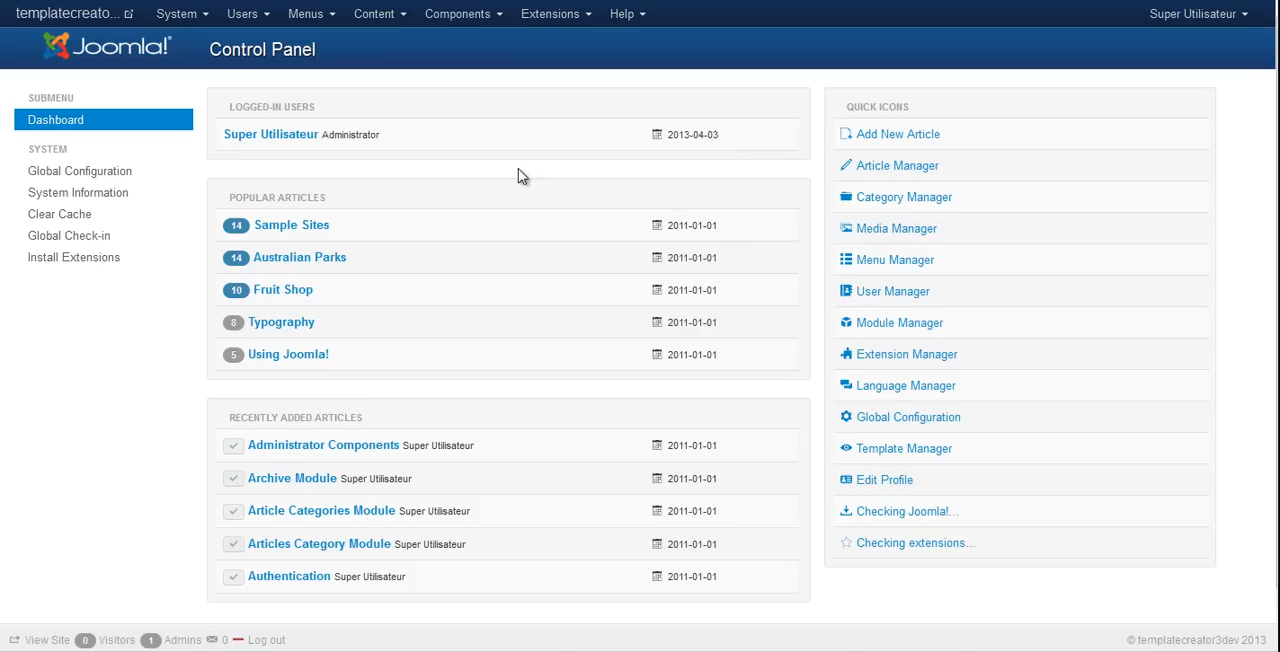 templatecreato... System Users Menus Content Components Extensions Help Super Utilisateur
Joomla! Control Panel
SUBMENU
Dashboard
SYSTEM
Global Configuration
System Information
Clear Cache
Global Check-in
Install Extensions
LOGGED-IN USERS
Super Utilisateur Administrator 2013-04-03
POPULAR ARTICLES
14 Sample Sites 2011-01-01
14 Australian Parks 2011-01-01
10 Fruit Shop 2011-01-01
8 Typography 2011-01-01
5 Using Joomla! 2011-01-01
RECENTLY ADDED ARTICLES
Administrator Components Super Utilisateur 2011-01-01
Archive Module Super Utilisateur 2011-01-01
Article Categories Module Super Utilisateur 2011-01-01
Articles Category Module Super Utilisateur 2011-01-01
Authentication Super Utilisateur 2011-01-01
QUICK ICONS
Add New Article
Article Manager
Category Manager
Media Manager
Menu Manager
User Manager
Module Manager
Extension Manager
Language Manager
Global Configuration
Template Manager
Edit Profile
Checking Joomla!...
Checking extensions...
View Site 0 Visitors 1 Admins 0 Log out © templatecreator3dev 2013